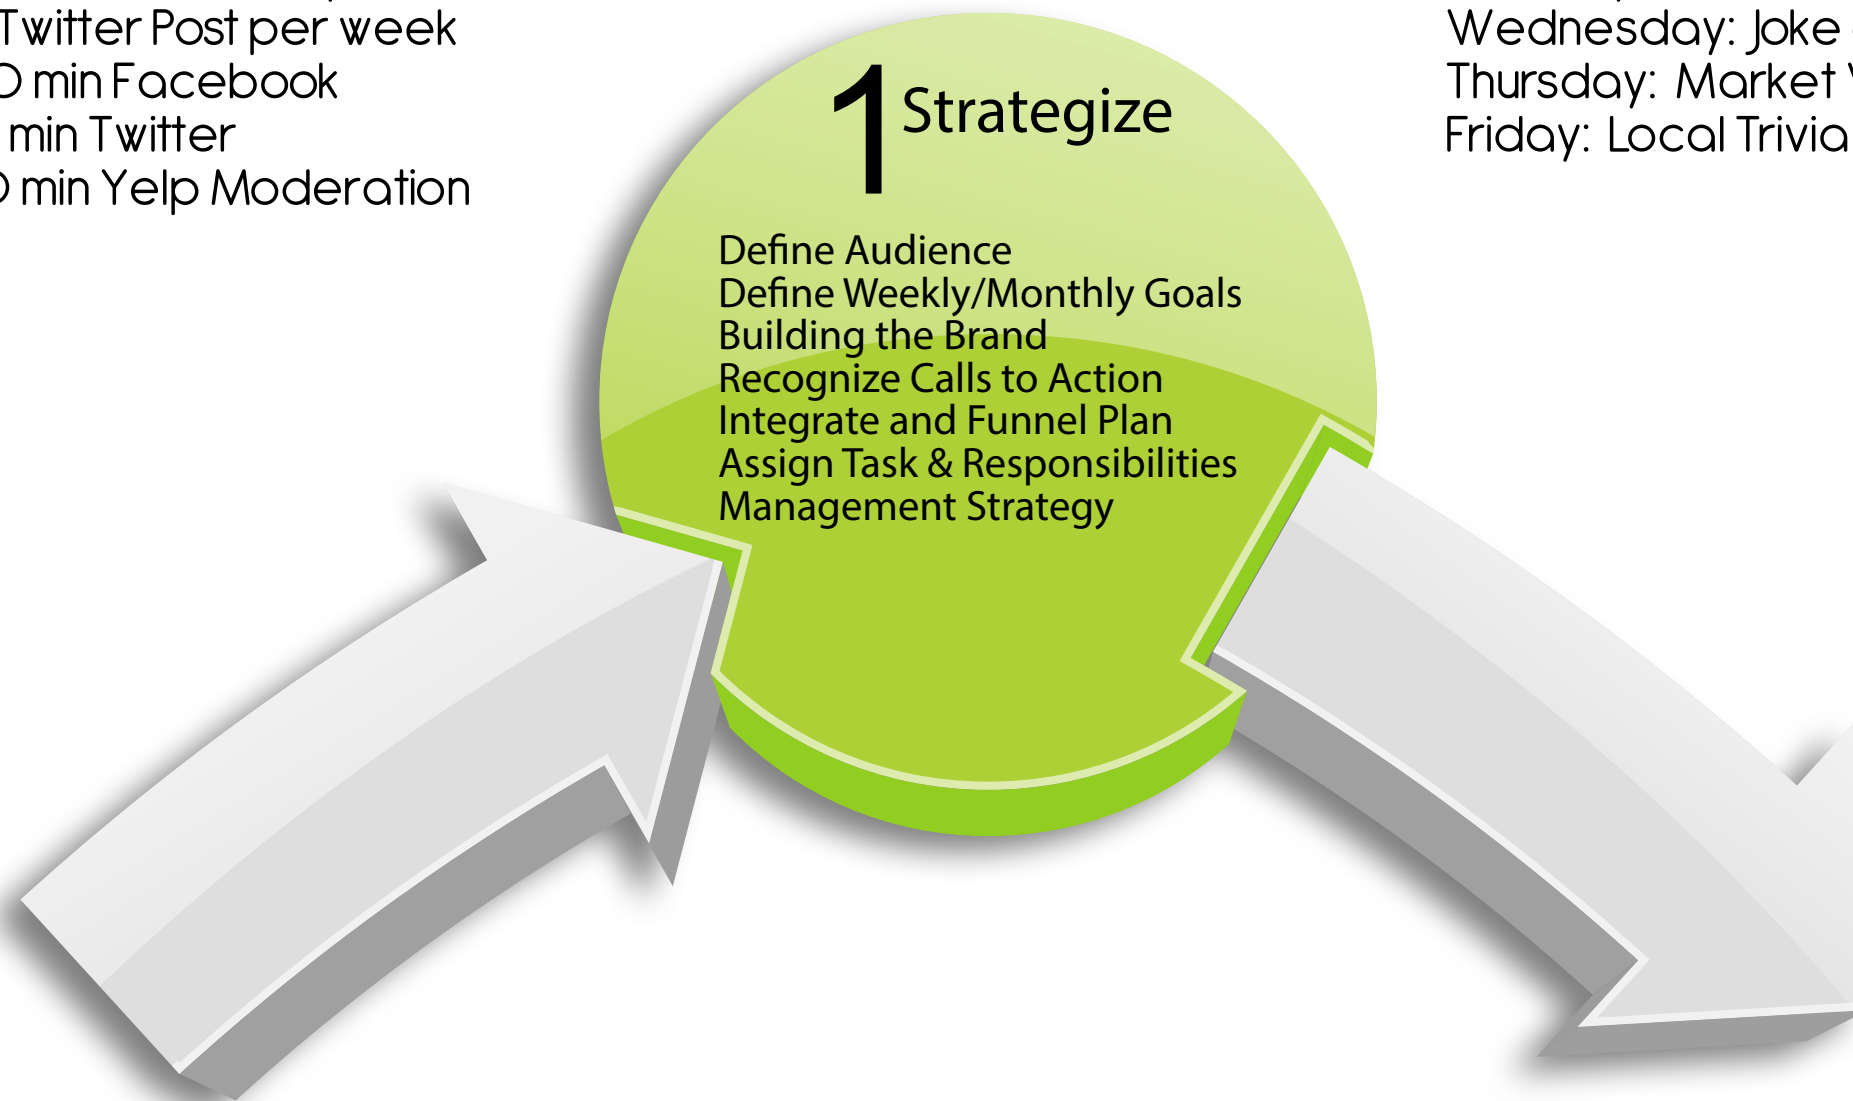 Twitter Post per week
0 min Facebook
min Twitter
0 min Yelp Moderation
1 Strategize
Define Audience
Define Weekly/Monthly Goals
Building the Brand
Recognize Calls to Action
Integrate and Funnel Plan
Assign Task & Responsibilities
Management Strategy
Wednesday: Joke
Thursday: Market
Friday: Local Trivia